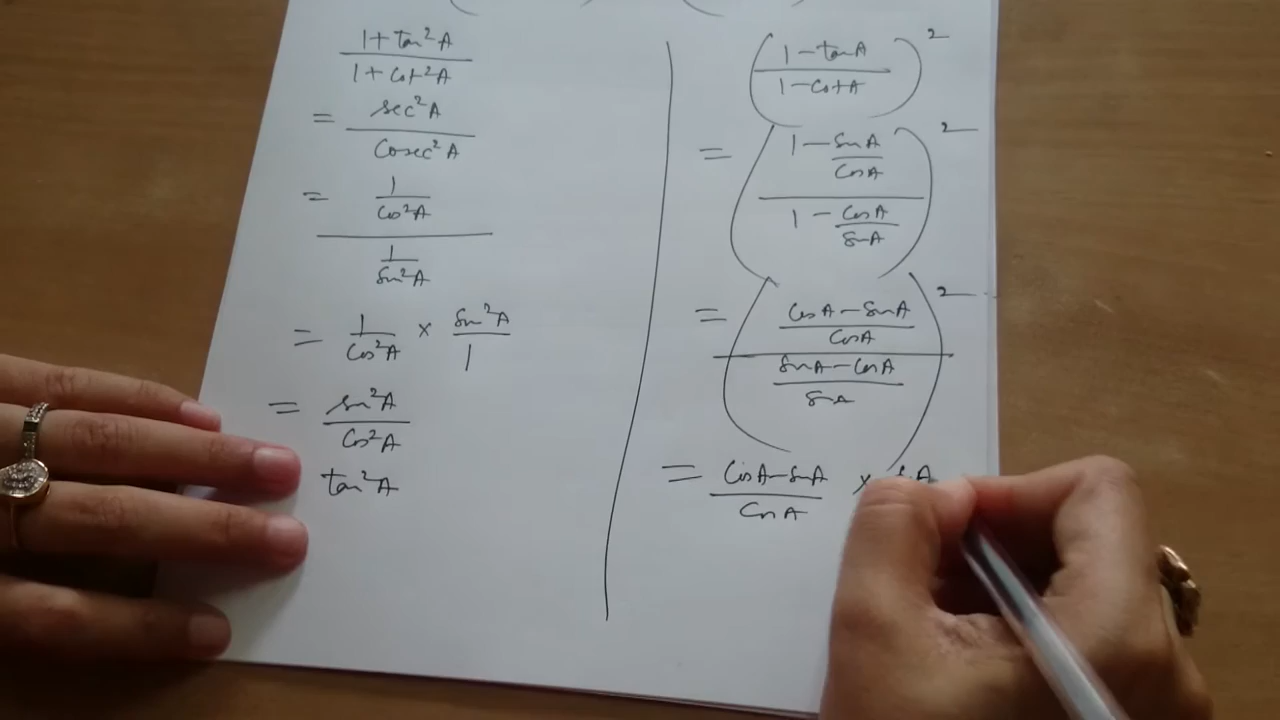 1 + tan²A
1 + cot²A
= sec²A
Cosec²A
= 1
Cos²A
1
Sin²A
= 1/Cos²A × Sin²A/1
= sin²A
Cos²A
tan²A
(1 - tanA)²
1 - CotA
= (1 - SinA/CosA)²
1 - CosA/SinA
= (CosA - SinA)²
CosA
SinA - CosA
SinA
= CosA - SinA ×
CosA